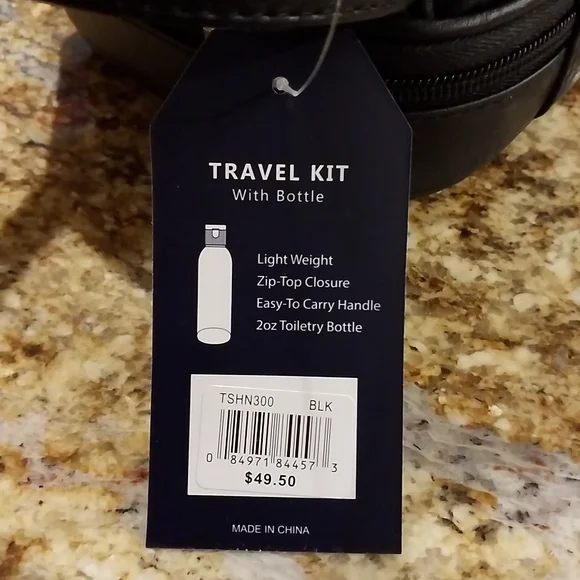 TRAVEL KIT
With Bottle
Light Weight
Zip-Top Closure
Easy-To Carry Handle
2oz Toiletry Bottle
TSHN300 BLK
0 84971 84457 3
$49.50
MADE IN CHINA